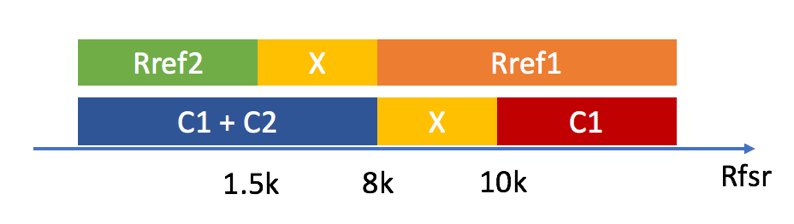 Rref2 X Rref1
C1 + C2 X C1
1.5k 8k 10k Rfsr